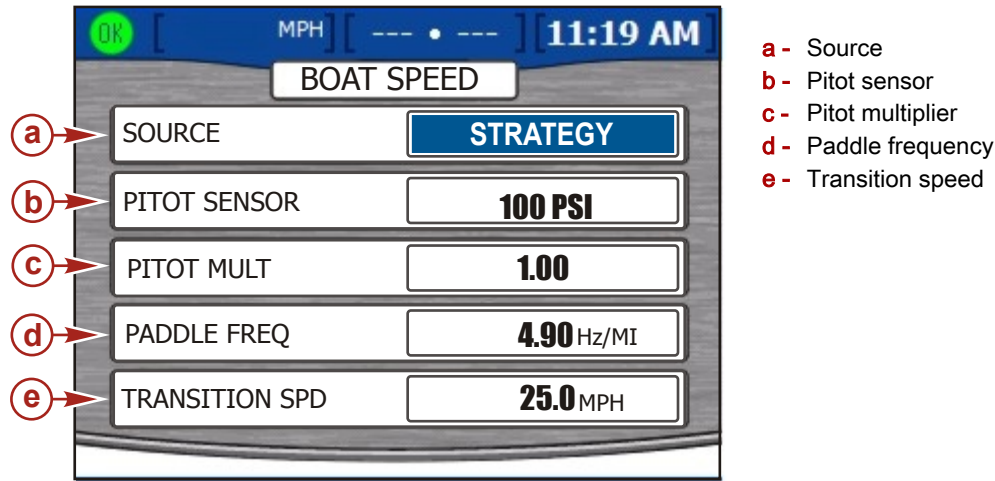 OK [ MPH ] [ --- • --- ] [ 11:19 AM ]
BOAT SPEED
a SOURCE STRATEGY
b PITOT SENSOR 100 PSI
c PITOT MULT 1.00
d PADDLE FREQ 4.90 Hz/MI
e TRANSITION SPD 25.0 MPH
a - Source
b - Pitot sensor
c - Pitot multiplier
d - Paddle frequency
e - Transition speed